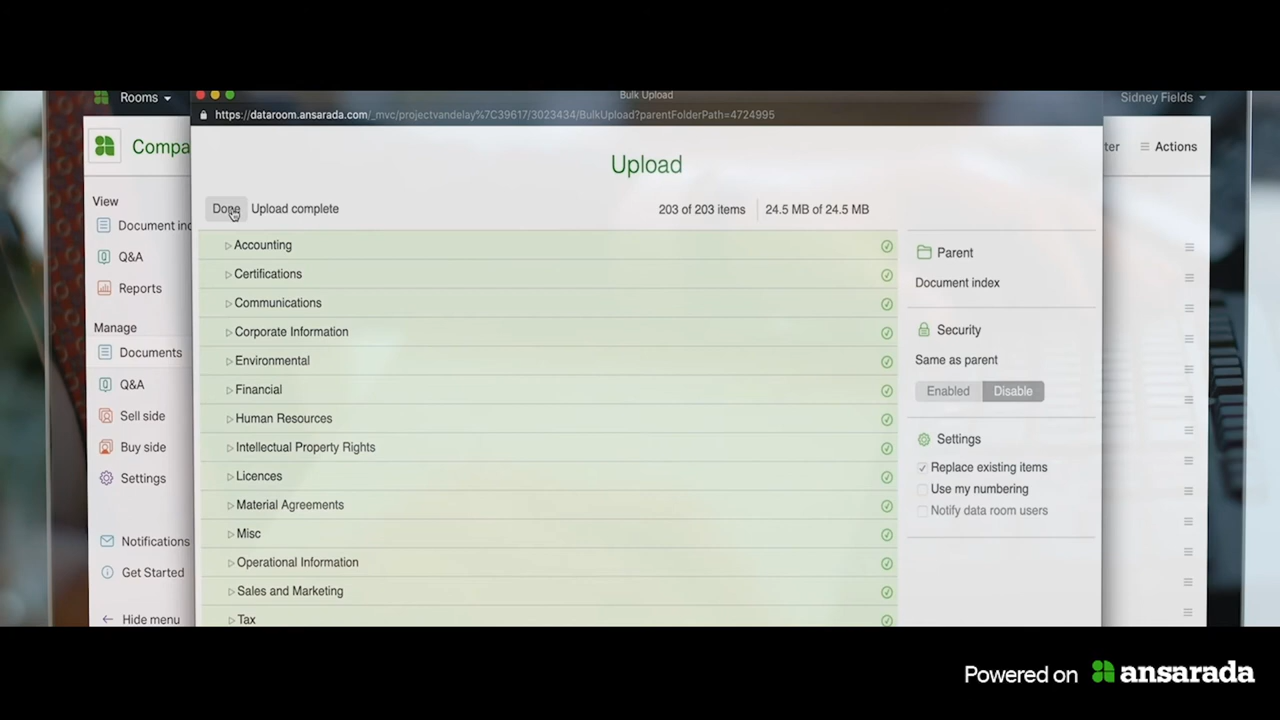 Rooms
Bulk Upload
Sidney Fields
https://dataroom.ansarada.com/_mvc/projectvandelay%7C39617/3023434/BulkUpload?parentFolderPath=4724995
Compa
ter
Actions
Upload
View
Done
Upload complete
203 of 203 items
24.5 MB of 24.5 MB
Document ind
Q&A
Reports
Manage
Documents
Q&A
Sell side
Buy side
Settings
Notifications
Get Started
Hide menu
Accounting
Certifications
Communications
Corporate Information
Environmental
Financial
Human Resources
Intellectual Property Rights
Licences
Material Agreements
Misc
Operational Information
Sales and Marketing
Tax
Parent
Document index
Security
Same as parent
Enabled
Disable
Settings
Replace existing items
Use my numbering
Notify data room users
Powered on ansarada